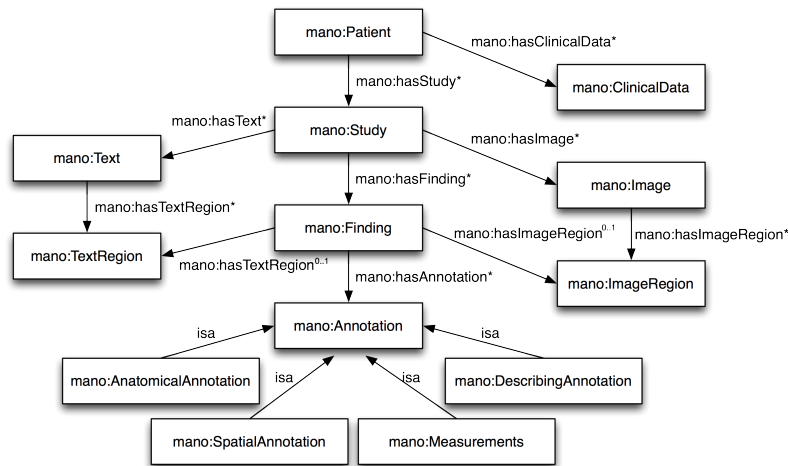 mano:Patient
mano:hasClinicalData*
mano:hasStudy*
mano:ClinicalData
mano:hasText*
mano:Study
mano:hasImage*
mano:Text
mano:hasFinding*
mano:Image
mano:hasTextRegion*
mano:Finding
mano:hasImageRegion0..1
mano:hasImageRegion*
mano:TextRegion
mano:hasTextRegion0..1
mano:hasAnnotation*
mano:ImageRegion
mano:Annotation
isa
isa
mano:AnatomicalAnnotation
isa
isa
mano:DescribingAnnotation
mano:SpatialAnnotation
mano:Measurements